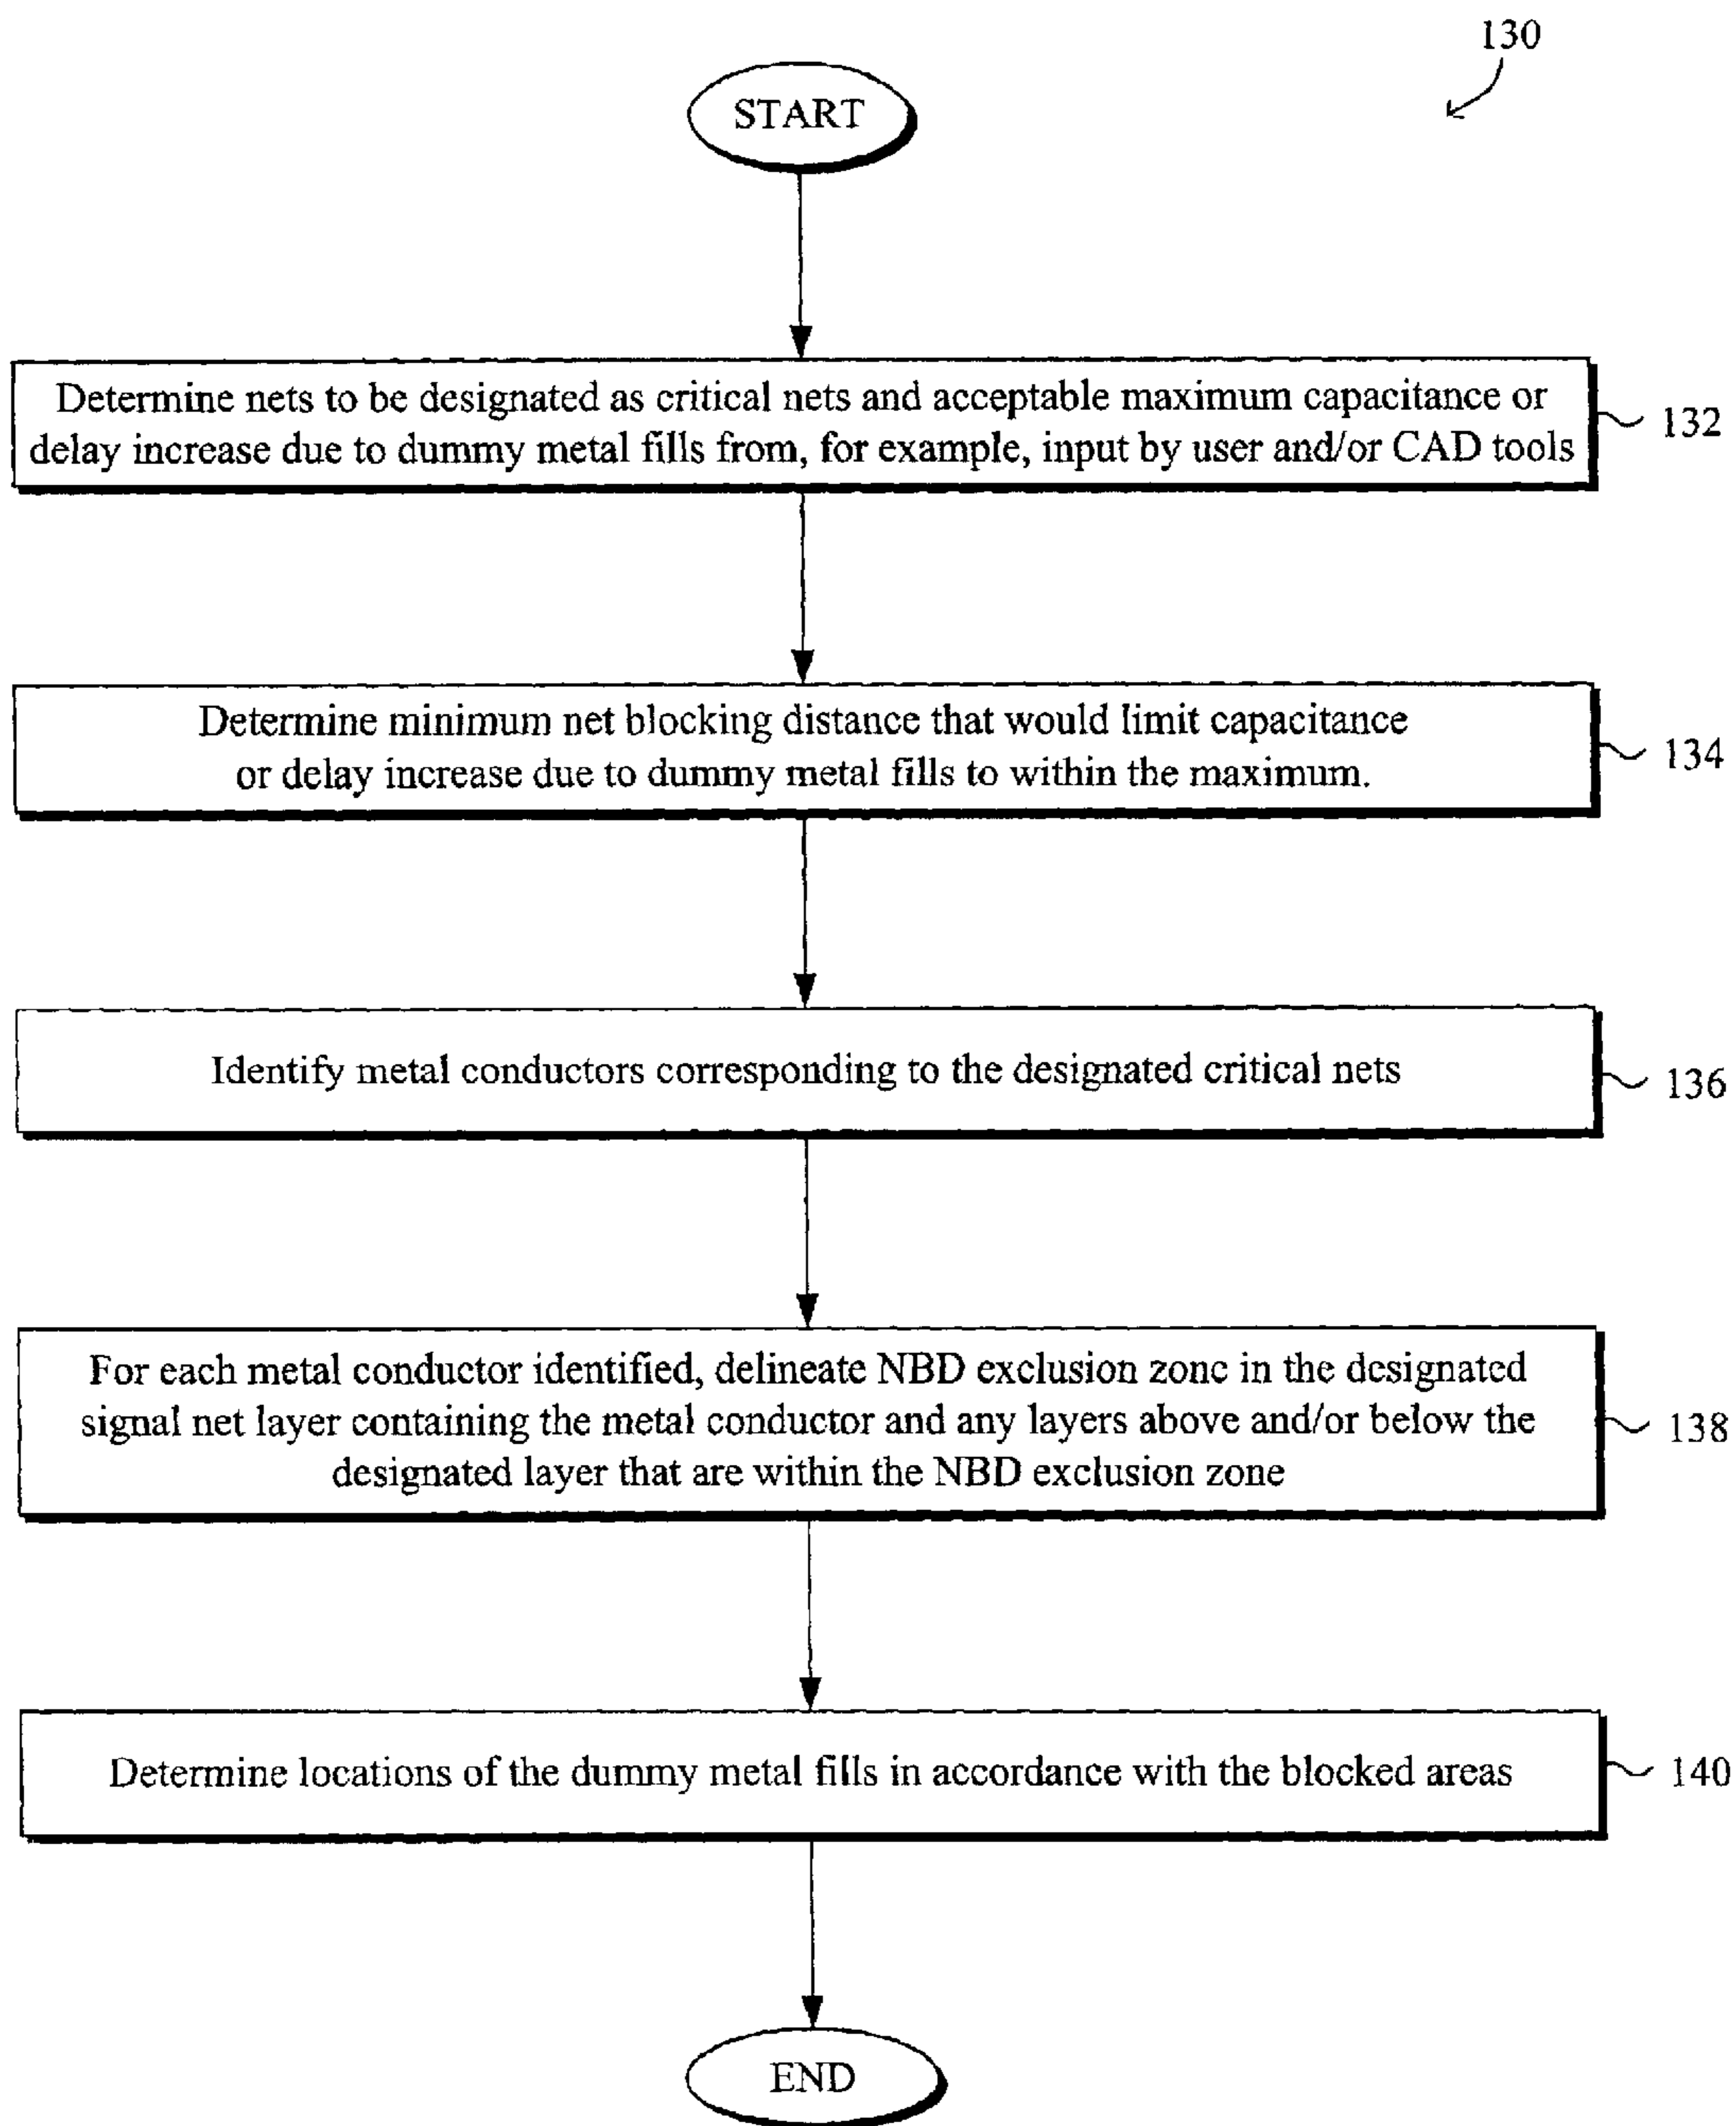 130
START
Determine nets to be designated as critical nets and acceptable maximum capacitance or
delay increase due to dummy metal fills from, for example, input by user and/or CAD tools
132
Determine minimum net blocking distance that would limit capacitance
or delay increase due to dummy metal fills to within the maximum.
134
Identify metal conductors corresponding to the designated critical nets
136
For each metal conductor identified, delineate NBD exclusion zone in the designated
signal net layer containing the metal conductor and any layers above and/or below the
designated layer that are within the NBD exclusion zone
138
Determine locations of the dummy metal fills in accordance with the blocked areas
140
END